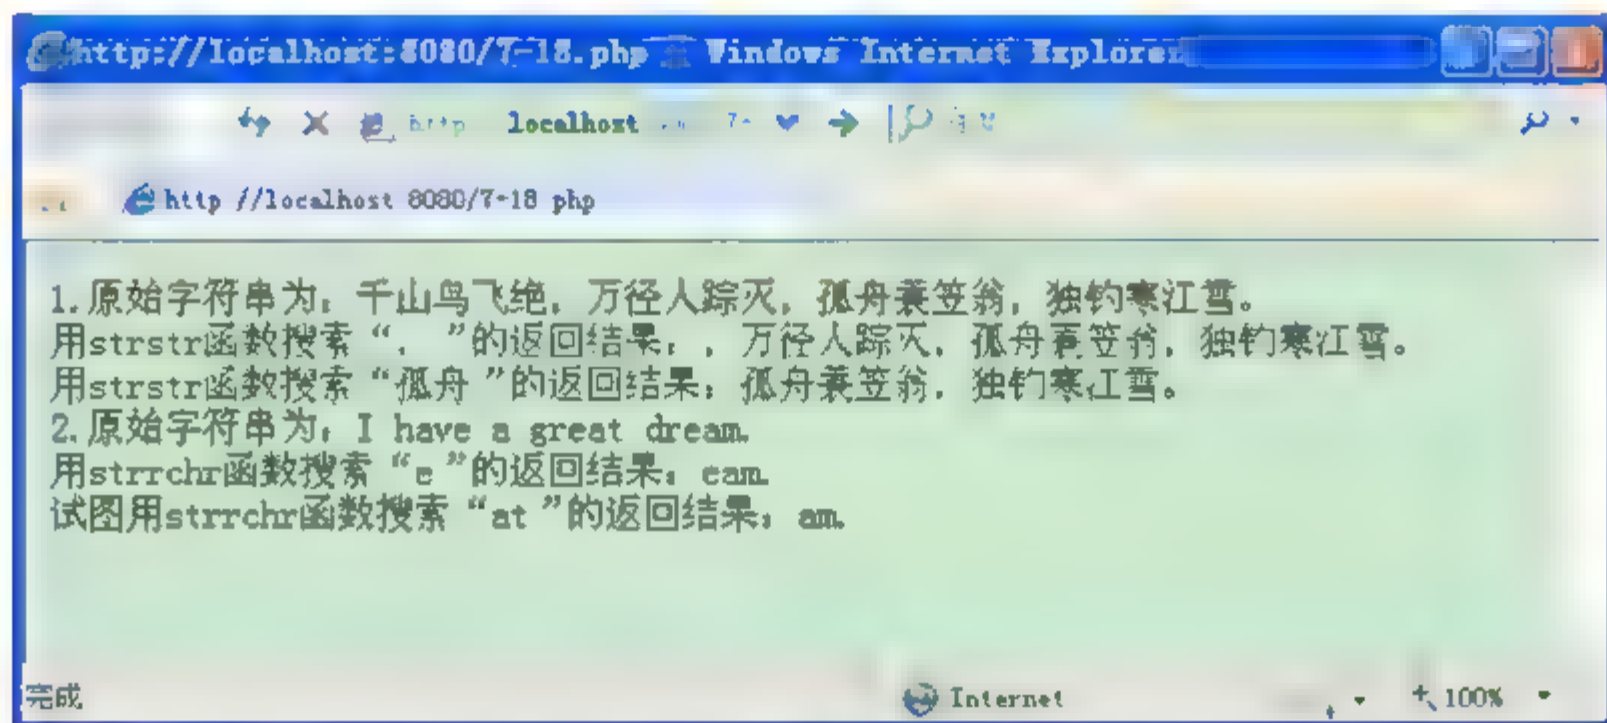 http://localhost:8080/7-18.php - Windows Internet Explorer
http localhost 7-
http://localhost 8080/7-18 php
1.原始字符串为：千山鸟飞绝，万径人踪灭，孤舟蓑笠翁，独钓寒江雪。
用strstr函数搜索“，”的返回结果：，万径人踪灭，孤舟蓑笠翁，独钓寒江雪。
用strstr函数搜索“孤舟”的返回结果：孤舟蓑笠翁，独钓寒江雪。
2.原始字符串为：I have a great dream.
用strrchr函数搜索“e”的返回结果：eam.
试图用strrchr函数搜索“at”的返回结果：am.
完成 Internet 100%